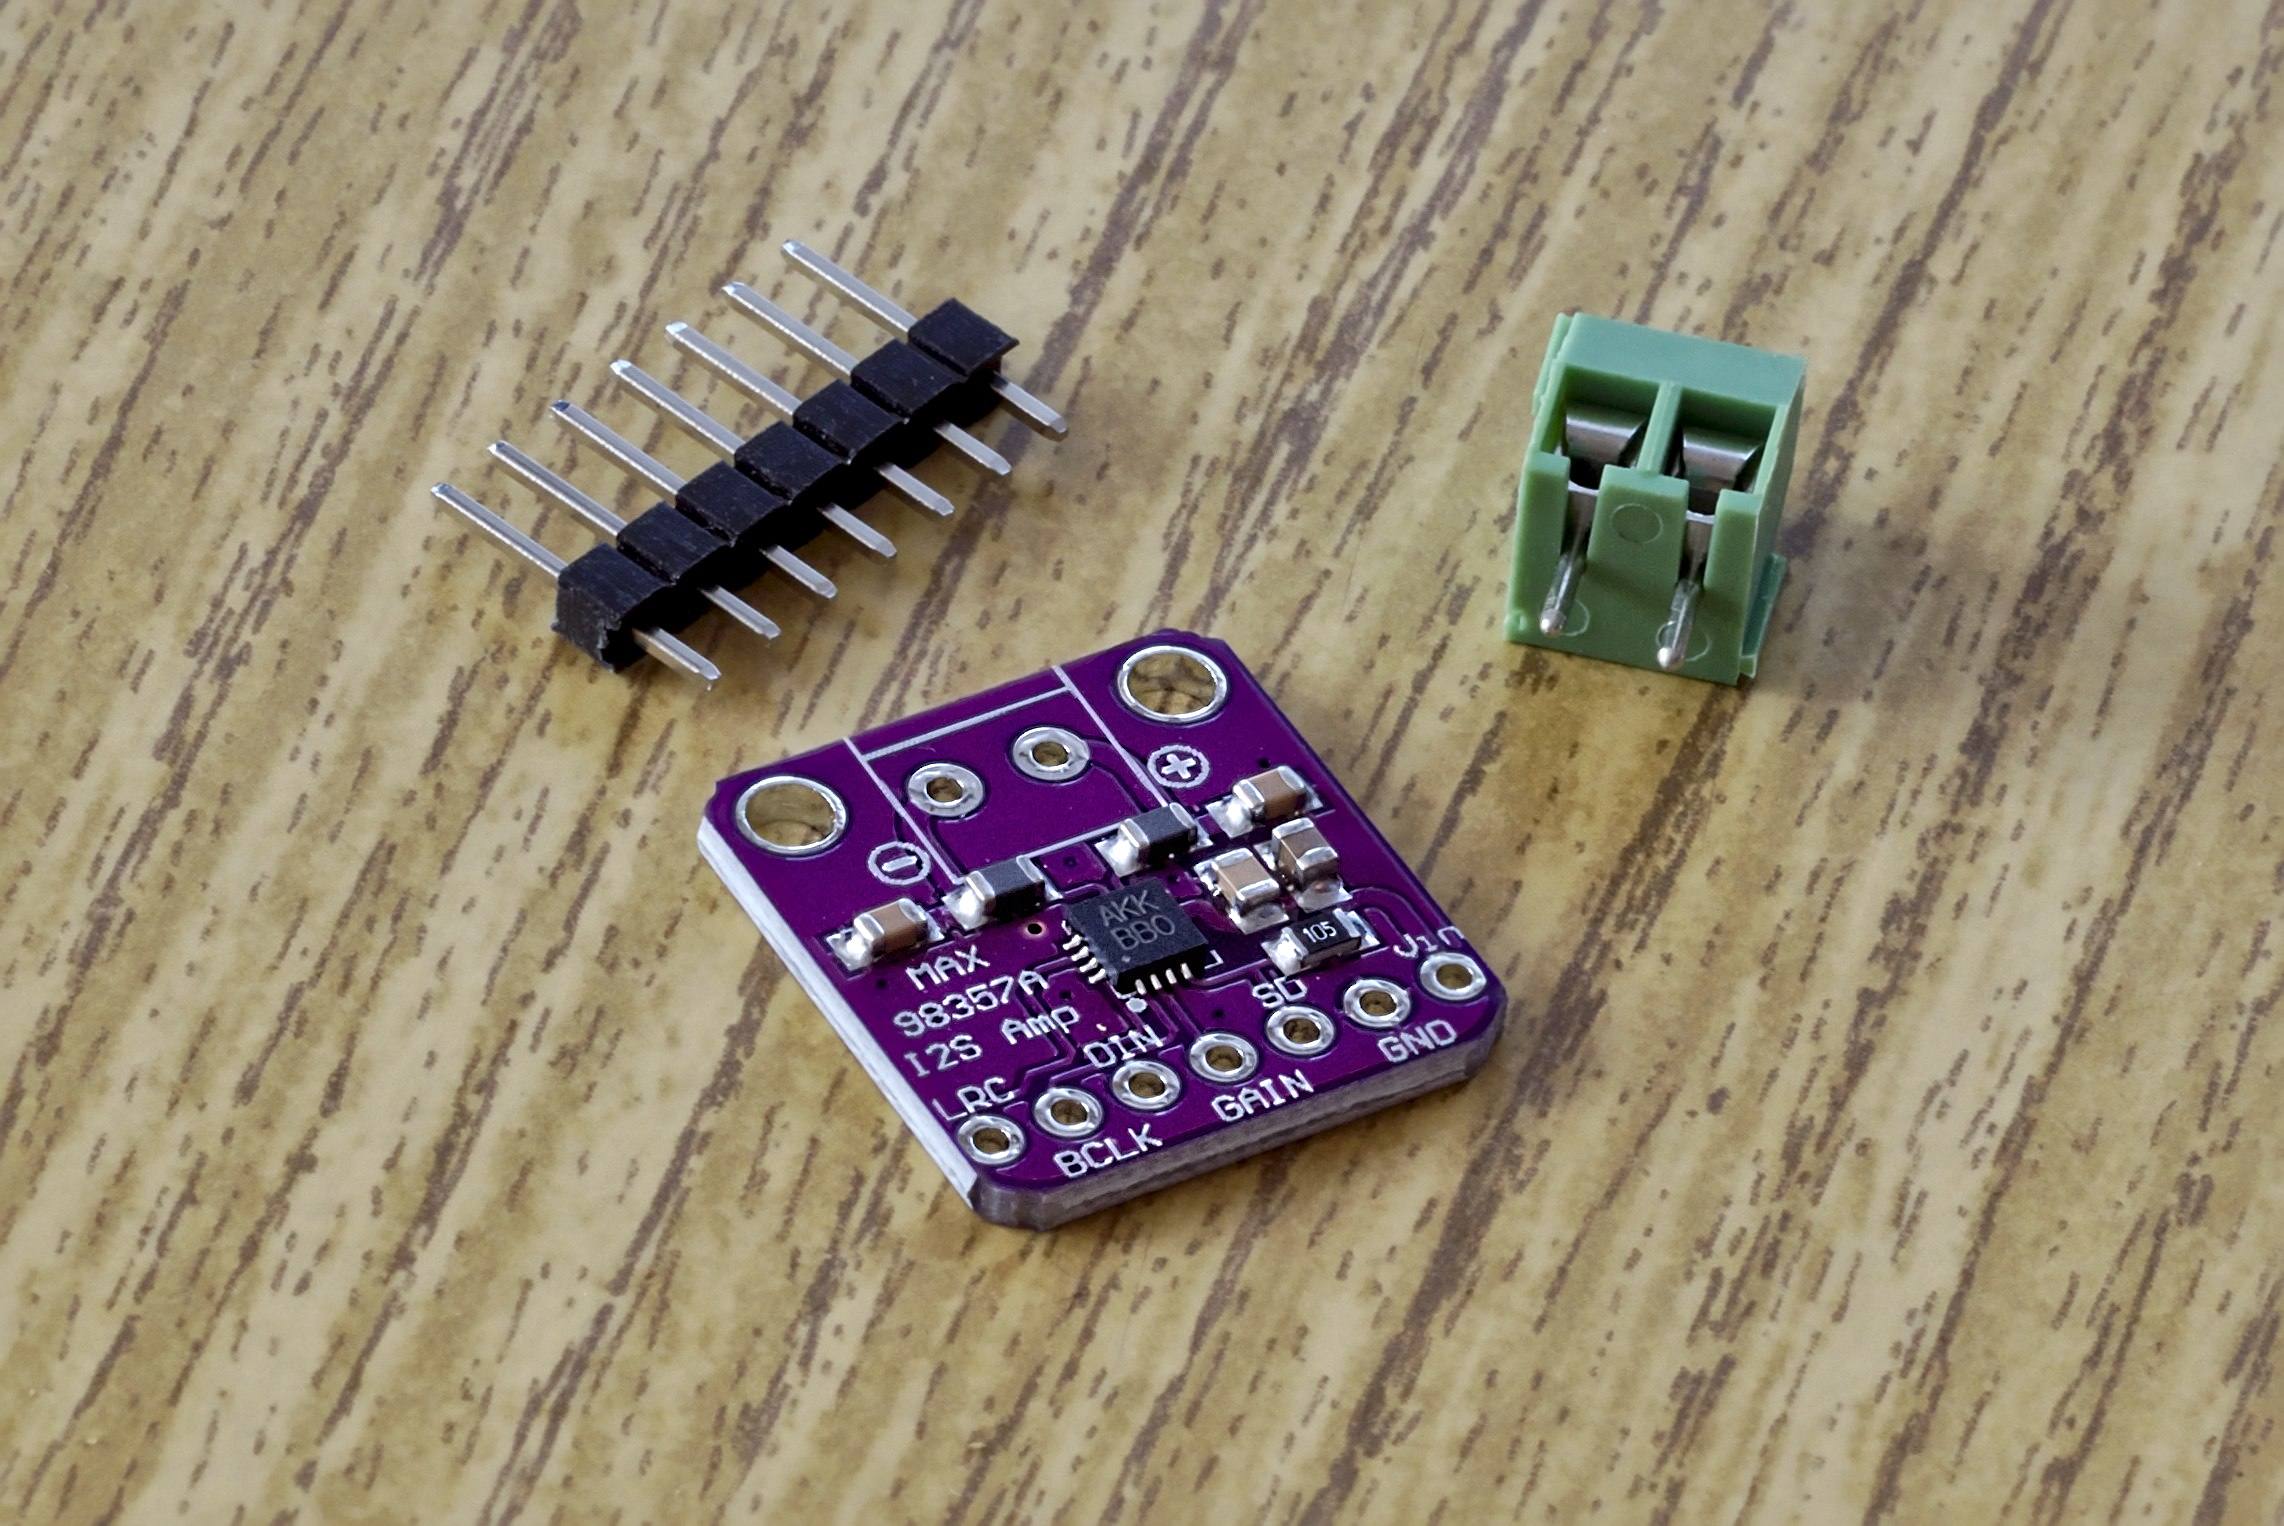 +
-
AKK
BBO
105
MAX
98357A
I2S Amp
LRC
BCLK
DIN
GAIN
SD
GND
Vin